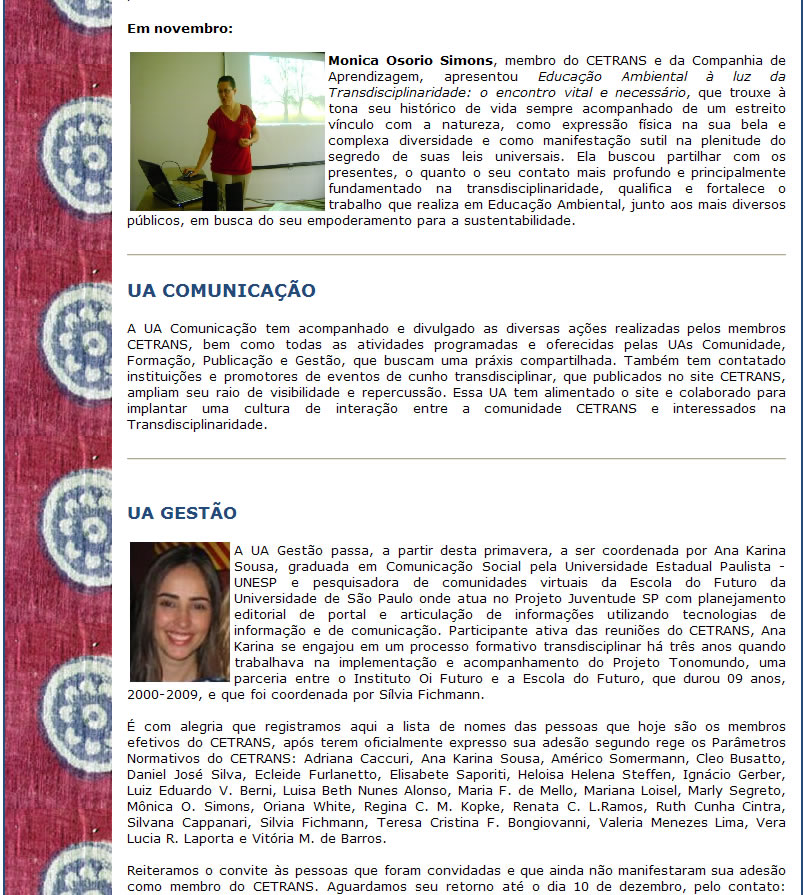 Em novembro:
Monica Osorio Simons, membro do CETRANS e da Companhia de
Aprendizagem, apresentou Educação Ambiental à luz da
Transdisciplinaridade: o encontro vital e necessário, que trouxe à
tona seu histórico de vida sempre acompanhado de um estreito
vínculo com a natureza, como expressão física na sua bela e
complexa diversidade e como manifestação sutil na plenitude do
segredo de suas leis universais. Ela buscou partilhar com os
presentes, o quanto o seu contato mais profundo e principalmente
fundamentado na transdisciplinaridade, qualifica e fortalece o
trabalho que realiza em Educação Ambiental, junto aos mais diversos
públicos, em busca do seu empoderamento para a sustentabilidade.
UA COMUNICAÇÃO
A UA Comunicação tem acompanhado e divulgado as diversas ações realizadas pelos membros
CETRANS, bem como todas as atividades programadas e oferecidas pelas UAs Comunidade,
Formação, Publicação e Gestão, que buscam uma práxis compartilhada. Também tem contatado
instituições e promotores de eventos de cunho transdisciplinar, que publicados no site CETRANS,
ampliam seu raio de visibilidade e repercussão. Essa UA tem alimentado o site e colaborado para
implantar uma cultura de interação entre a comunidade CETRANS e interessados na
Transdisciplinaridade.
UA GESTÃO
A UA Gestão passa, a partir desta primavera, a ser coordenada por Ana Karina
Sousa, graduada em Comunicação Social pela Universidade Estadual Paulista -
UNESP e pesquisadora de comunidades virtuais da Escola do Futuro da
Universidade de São Paulo onde atua no Projeto Juventude SP com planejamento
editorial de portal e articulação de informações utilizando tecnologias de
informação e de comunicação. Participante ativa das reuniões do CETRANS, Ana
Karina se engajou em um processo formativo transdisciplinar há três anos quando
trabalhava na implementação e acompanhamento do Projeto Tonomundo, uma
parceria entre o Instituto Oi Futuro e a Escola do Futuro, que durou 09 anos,
2000-2009, e que foi coordenada por Sílvia Fichmann.
É com alegria que registramos aqui a lista de nomes das pessoas que hoje são os membros
efetivos do CETRANS, após terem oficialmente expresso sua adesão segundo rege os Parâmetros
Normativos do CETRANS: Adriana Caccuri, Ana Karina Sousa, Américo Somermann, Cleo Busatto,
Daniel José Silva, Ecleide Furlanetto, Elisabete Saporiti, Heloisa Helena Steffen, Ignácio Gerber,
Luiz Eduardo V. Berni, Luisa Beth Nunes Alonso, Maria F. de Mello, Mariana Loisel, Marly Segreto,
Mônica O. Simons, Oriana White, Regina C. M. Kopke, Renata C. L.Ramos, Ruth Cunha Cintra,
Silvana Cappanari, Silvia Fichmann, Teresa Cristina F. Bongiovanni, Valeria Menezes Lima, Vera
Lucia R. Laporta e Vitória M. de Barros.
Reiteramos o convite às pessoas que foram convidadas e que ainda não manifestaram sua adesão
como membro do CETRANS. Aguardamos seu retorno até o dia 10 de dezembro, pelo contato: